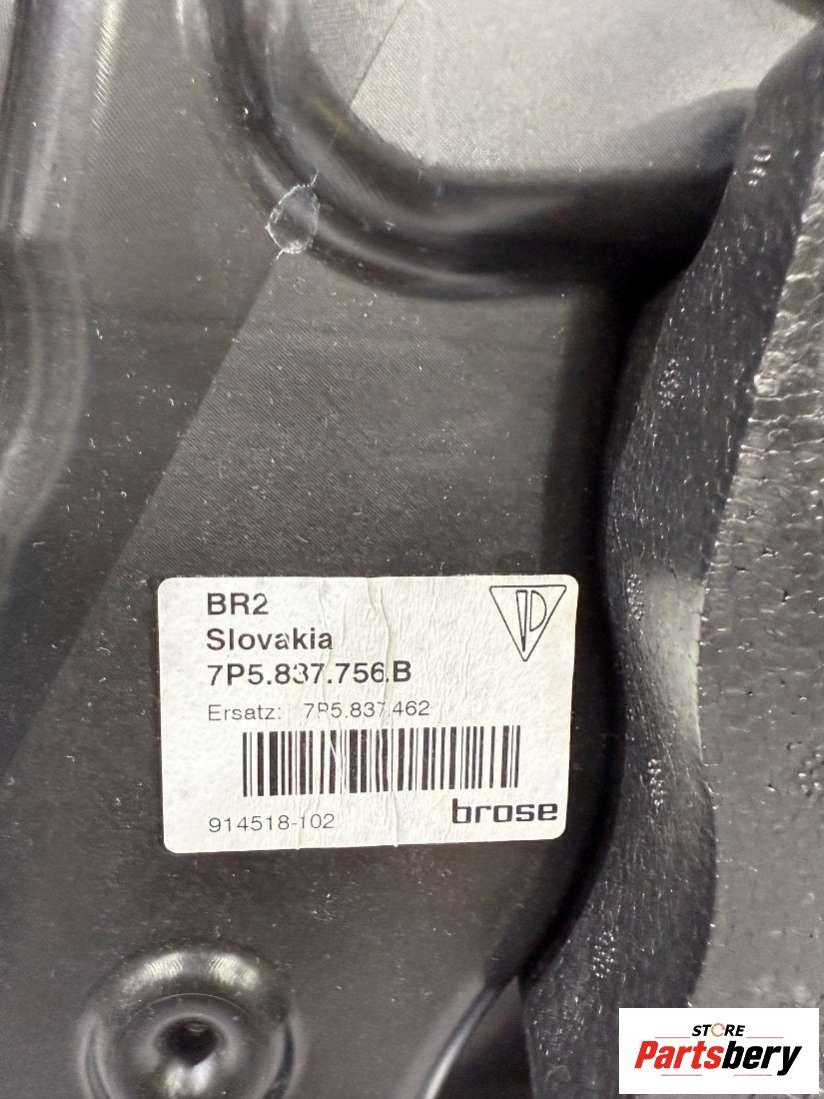 BR2
Slovakia
7P5.837.756.B
Ersatz: 7P5.837.462
914518-102
brose
STORE
Partsbery